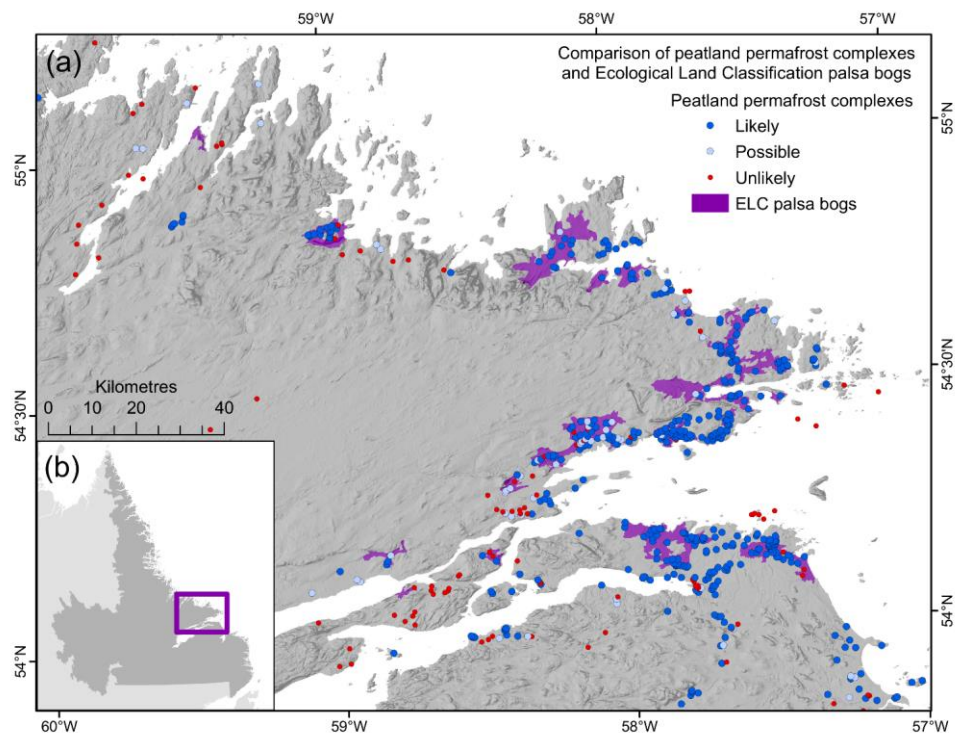 59°W
58°W
57°W
(a)
Comparison of peatland permafrost complexes
and Ecological Land Classification palsa bogs
Peatland permafrost complexes
Likely
Possible
Unlikely
ELC palsa bogs
55°N
55°N
54°30'N
54°30'N
Kilometres
0 10 20 40
(b)
54°N
54°N
60°W
59°W
58°W
57°W